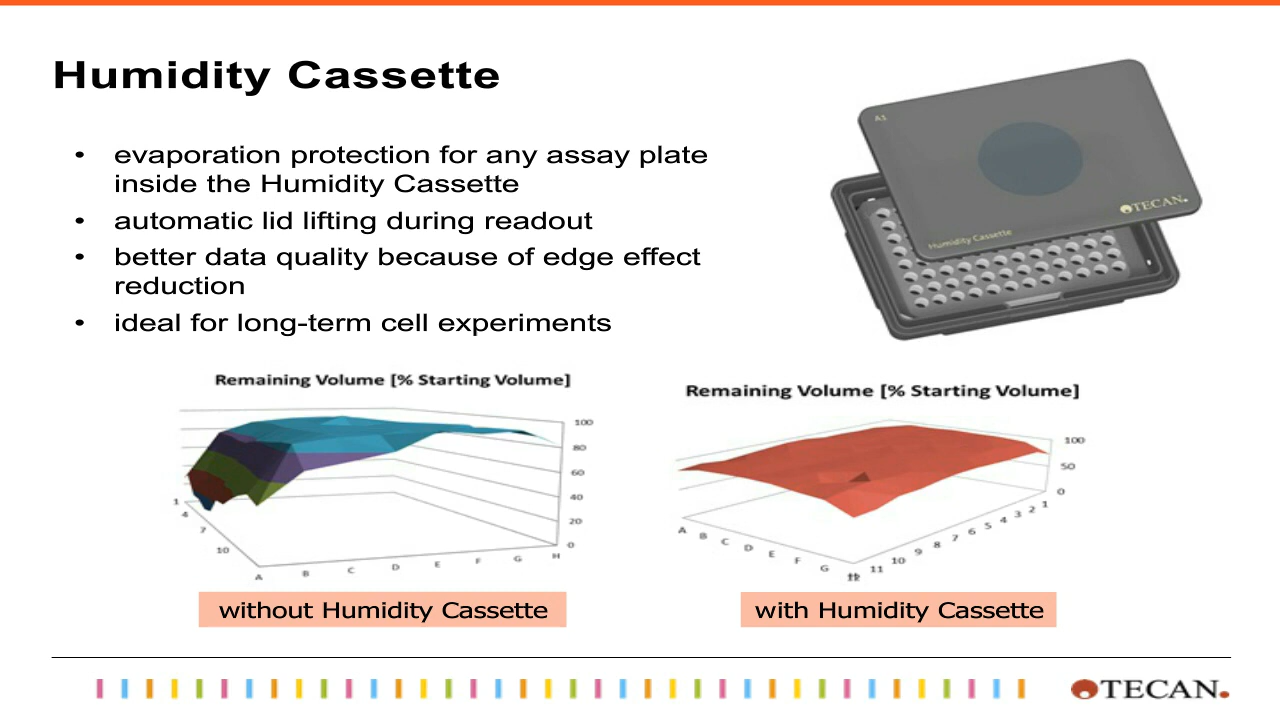 Humidity Cassette
• evaporation protection for any assay plate
inside the Humidity Cassette
• automatic lid lifting during readout
• better data quality because of edge effect
reduction
• ideal for long-term cell experiments
A1
TECAN.
Humidity Cassette
Remaining Volume [% Starting Volume]
100
80
60
40
20
0
1
4
7
10
A B C D E F G H
without Humidity Cassette
Remaining Volume [% Starting Volume]
100
50
0
A B C D E F G
11 10 9 8 7 6 5 4 3 2 1
with Humidity Cassette
TECAN.